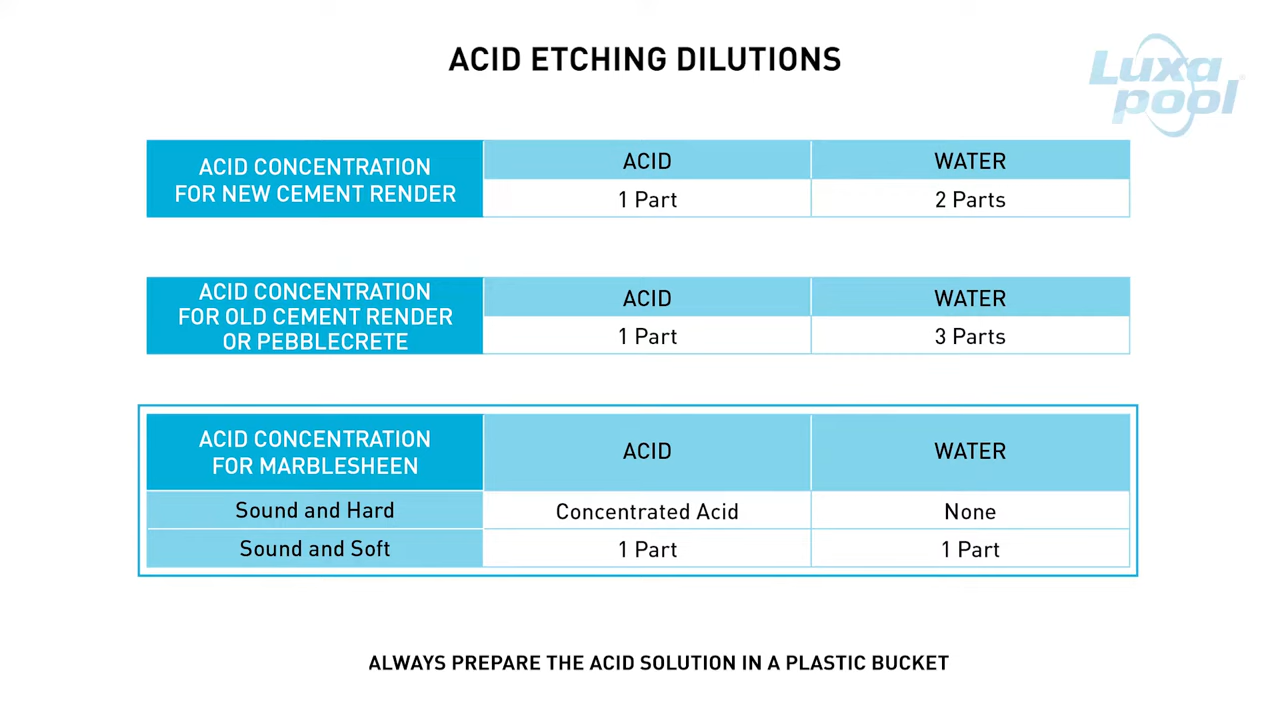 ACID ETCHING DILUTIONS
Luxa
pool
ACID CONCENTRATION
FOR NEW CEMENT RENDER
ACID
WATER
1 Part
2 Parts
ACID CONCENTRATION
FOR OLD CEMENT RENDER
OR PEBBLECRETE
ACID
WATER
1 Part
3 Parts
ACID CONCENTRATION
FOR MARBLESHEEN
ACID
WATER
Sound and Hard
Concentrated Acid
None
Sound and Soft
1 Part
1 Part
ALWAYS PREPARE THE ACID SOLUTION IN A PLASTIC BUCKET